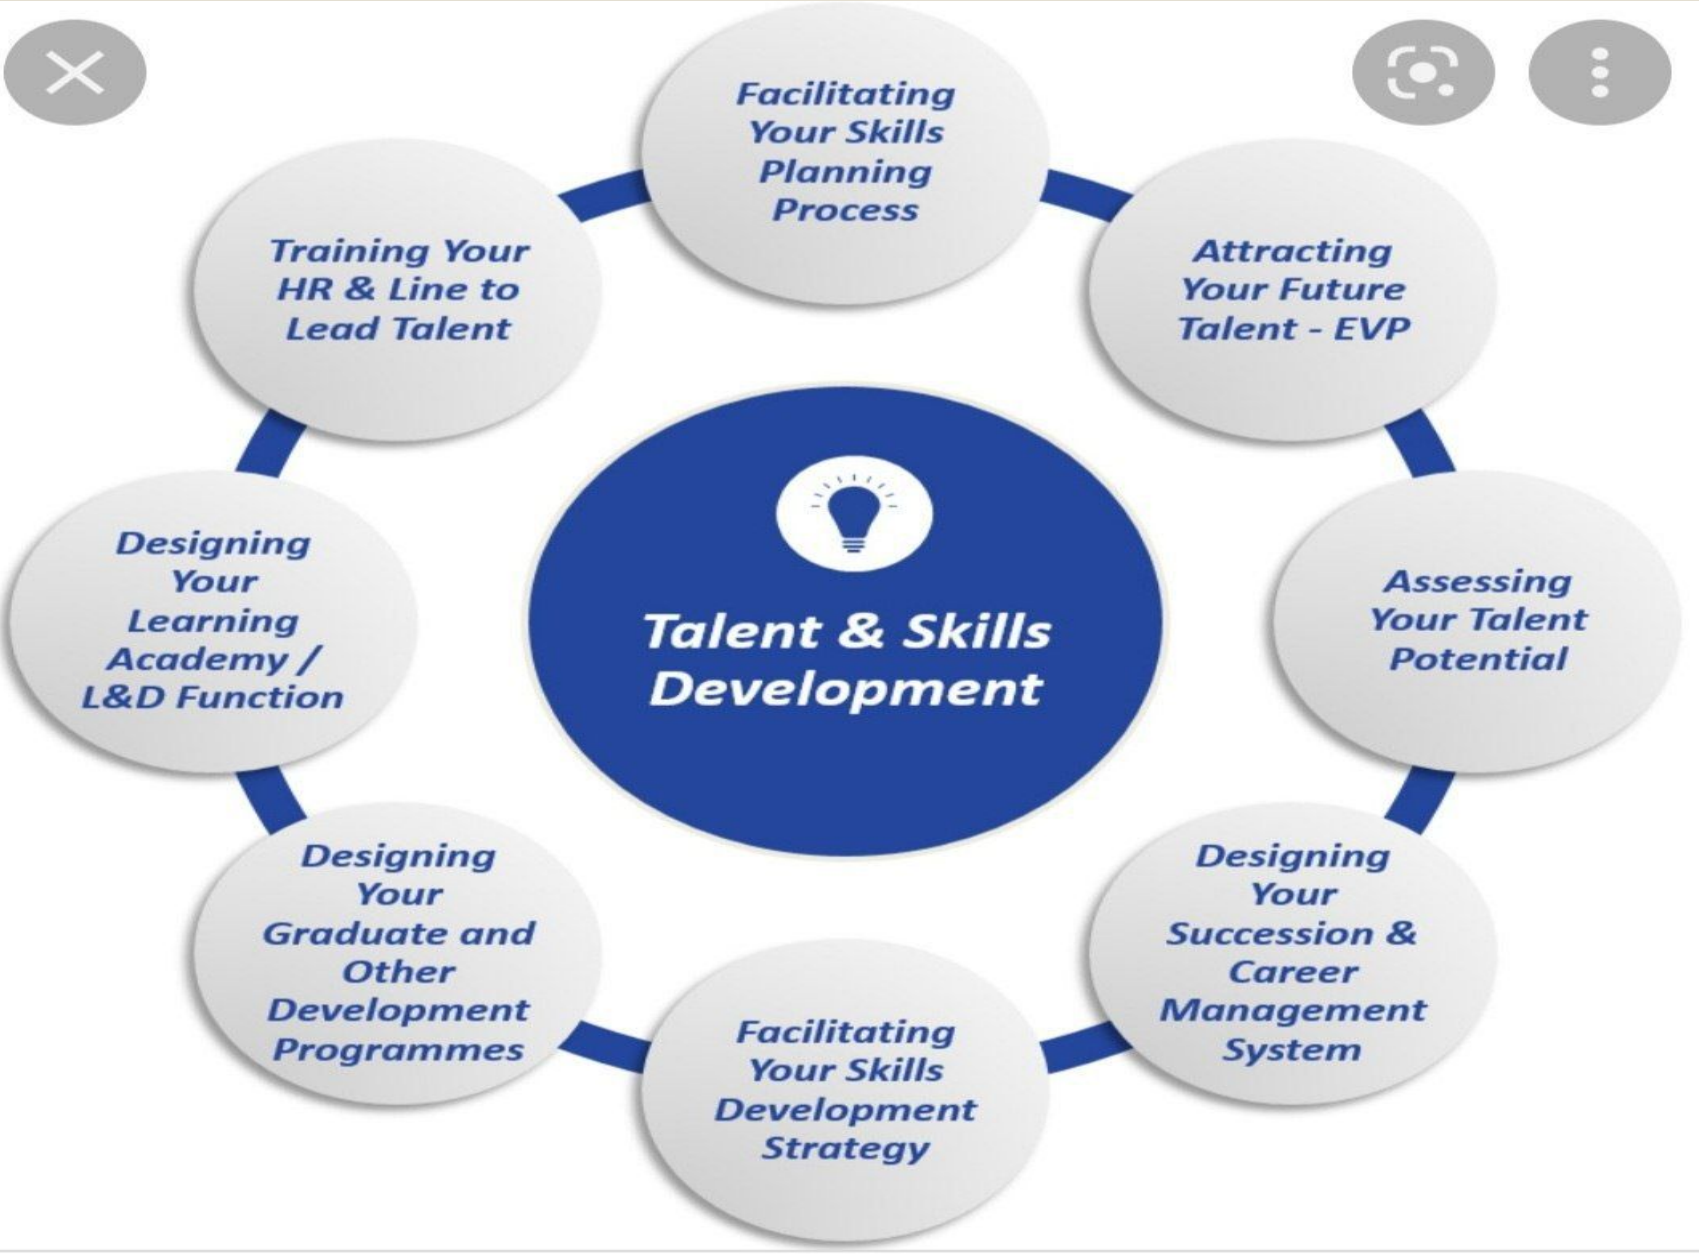 Facilitating
Your Skills
Planning
Process
Attracting
Your Future
Talent - EVP
Assessing
Your Talent
Potential
Designing
Your
Succession &
Career
Management
System
Facilitating
Your Skills
Development
Strategy
Designing
Your
Graduate and
Other
Development
Programmes
Designing
Your
Learning
Academy /
L&D Function
Training Your
HR & Line to
Lead Talent
Talent & Skills
Development